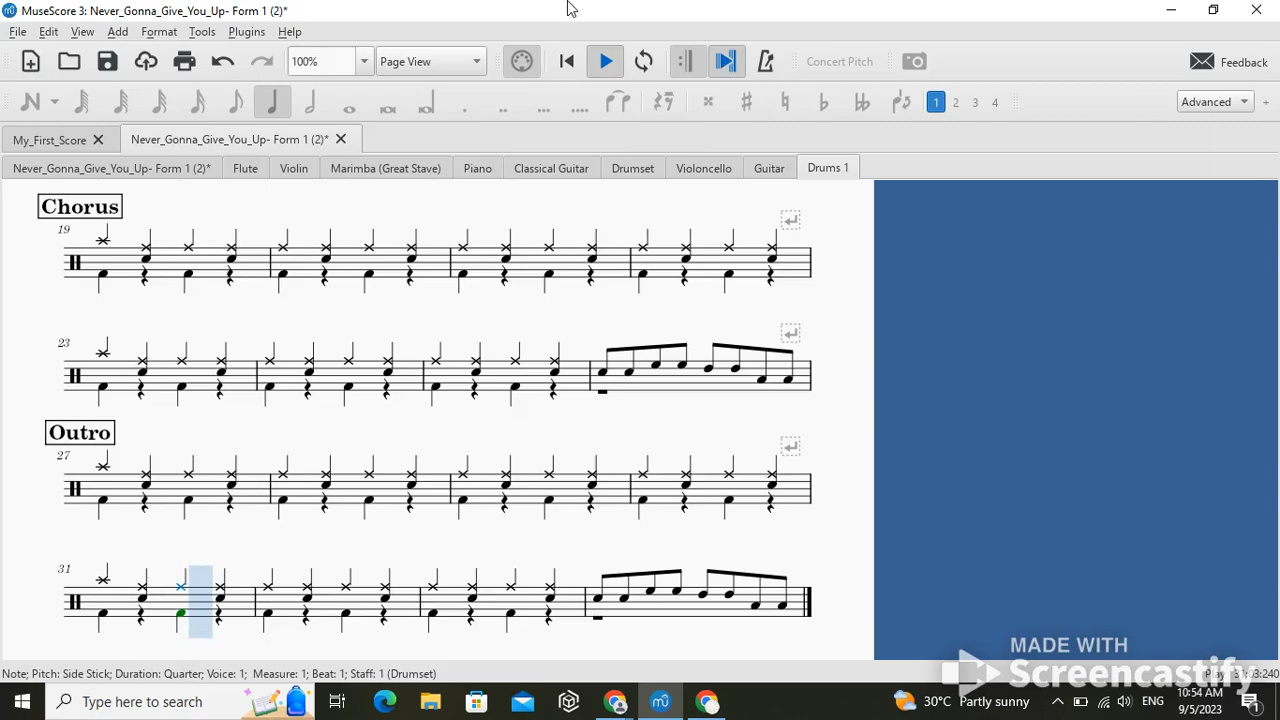 MuseScore 3: Never_Gonna_Give_You_Up- Form 1 (2)*
File Edit View Add Format Notes Tools Plugins Help
100% Page View Concert Pitch Feedback
1 2 3 4 Advanced
My_First_Score Never_Gonna_Give_You_Up- Form 1 (2)*
Never_Gonna_Give_You_Up- Form 1 (2)* Flute Violin Marimba (Great Stave) Piano Classical Guitar Drumset Violoncello Guitar Drums 1
Chorus
19
23
Outro
27
31
MADE WITH
Screencastify
Note; Pitch: Side Stick; Duration: Quarter; Voice: 1; Measure: 1; Beat: 1; Staff: 1 (Drumset)
Type here to search
30°C Partly sunny
ENG
10:54 AM
9/5/2023
1